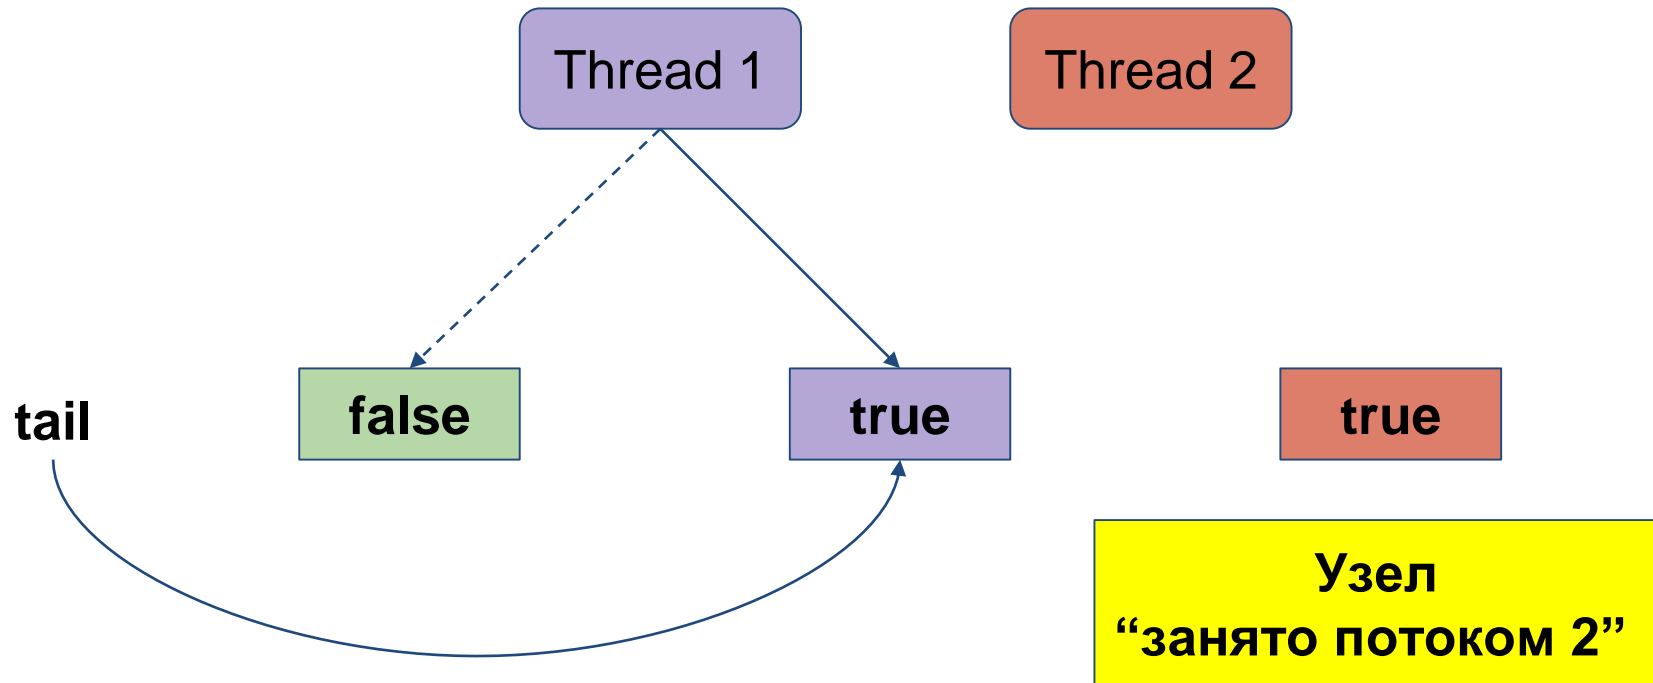 Thread 1
Thread 2
tail
false
true
true
Узел
“занято потоком 2”